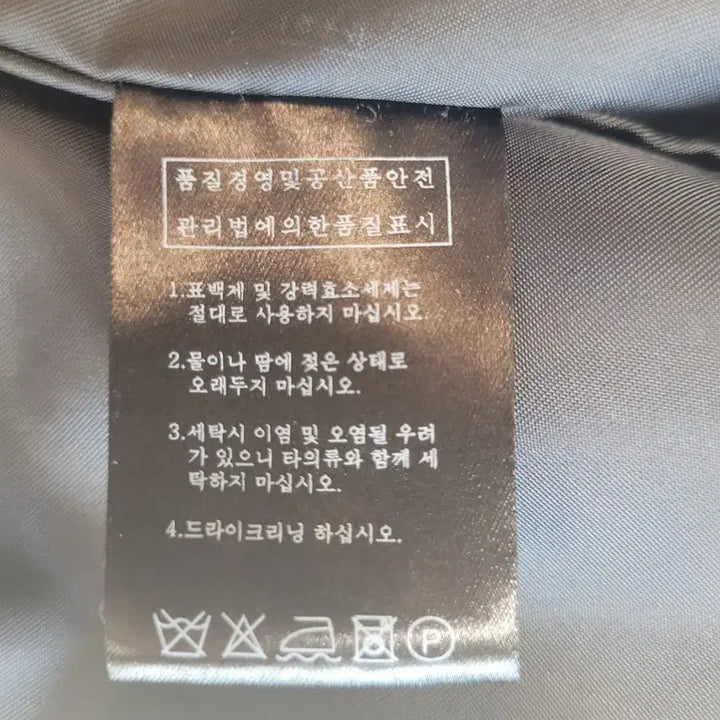 품질경영및공산품안전
관리법에의한품질표시
1.표백제 및 강력효소세제는
절대로 사용하지 마십시오.
2.물이나 땀에 젖은 상태로
오래두지 마십시오.
3.세탁시 이염 및 오염될 우려
가 있으니 타의류와 함께 세
탁하지 마십시오.
4.드라이크리닝 하십시오.
P